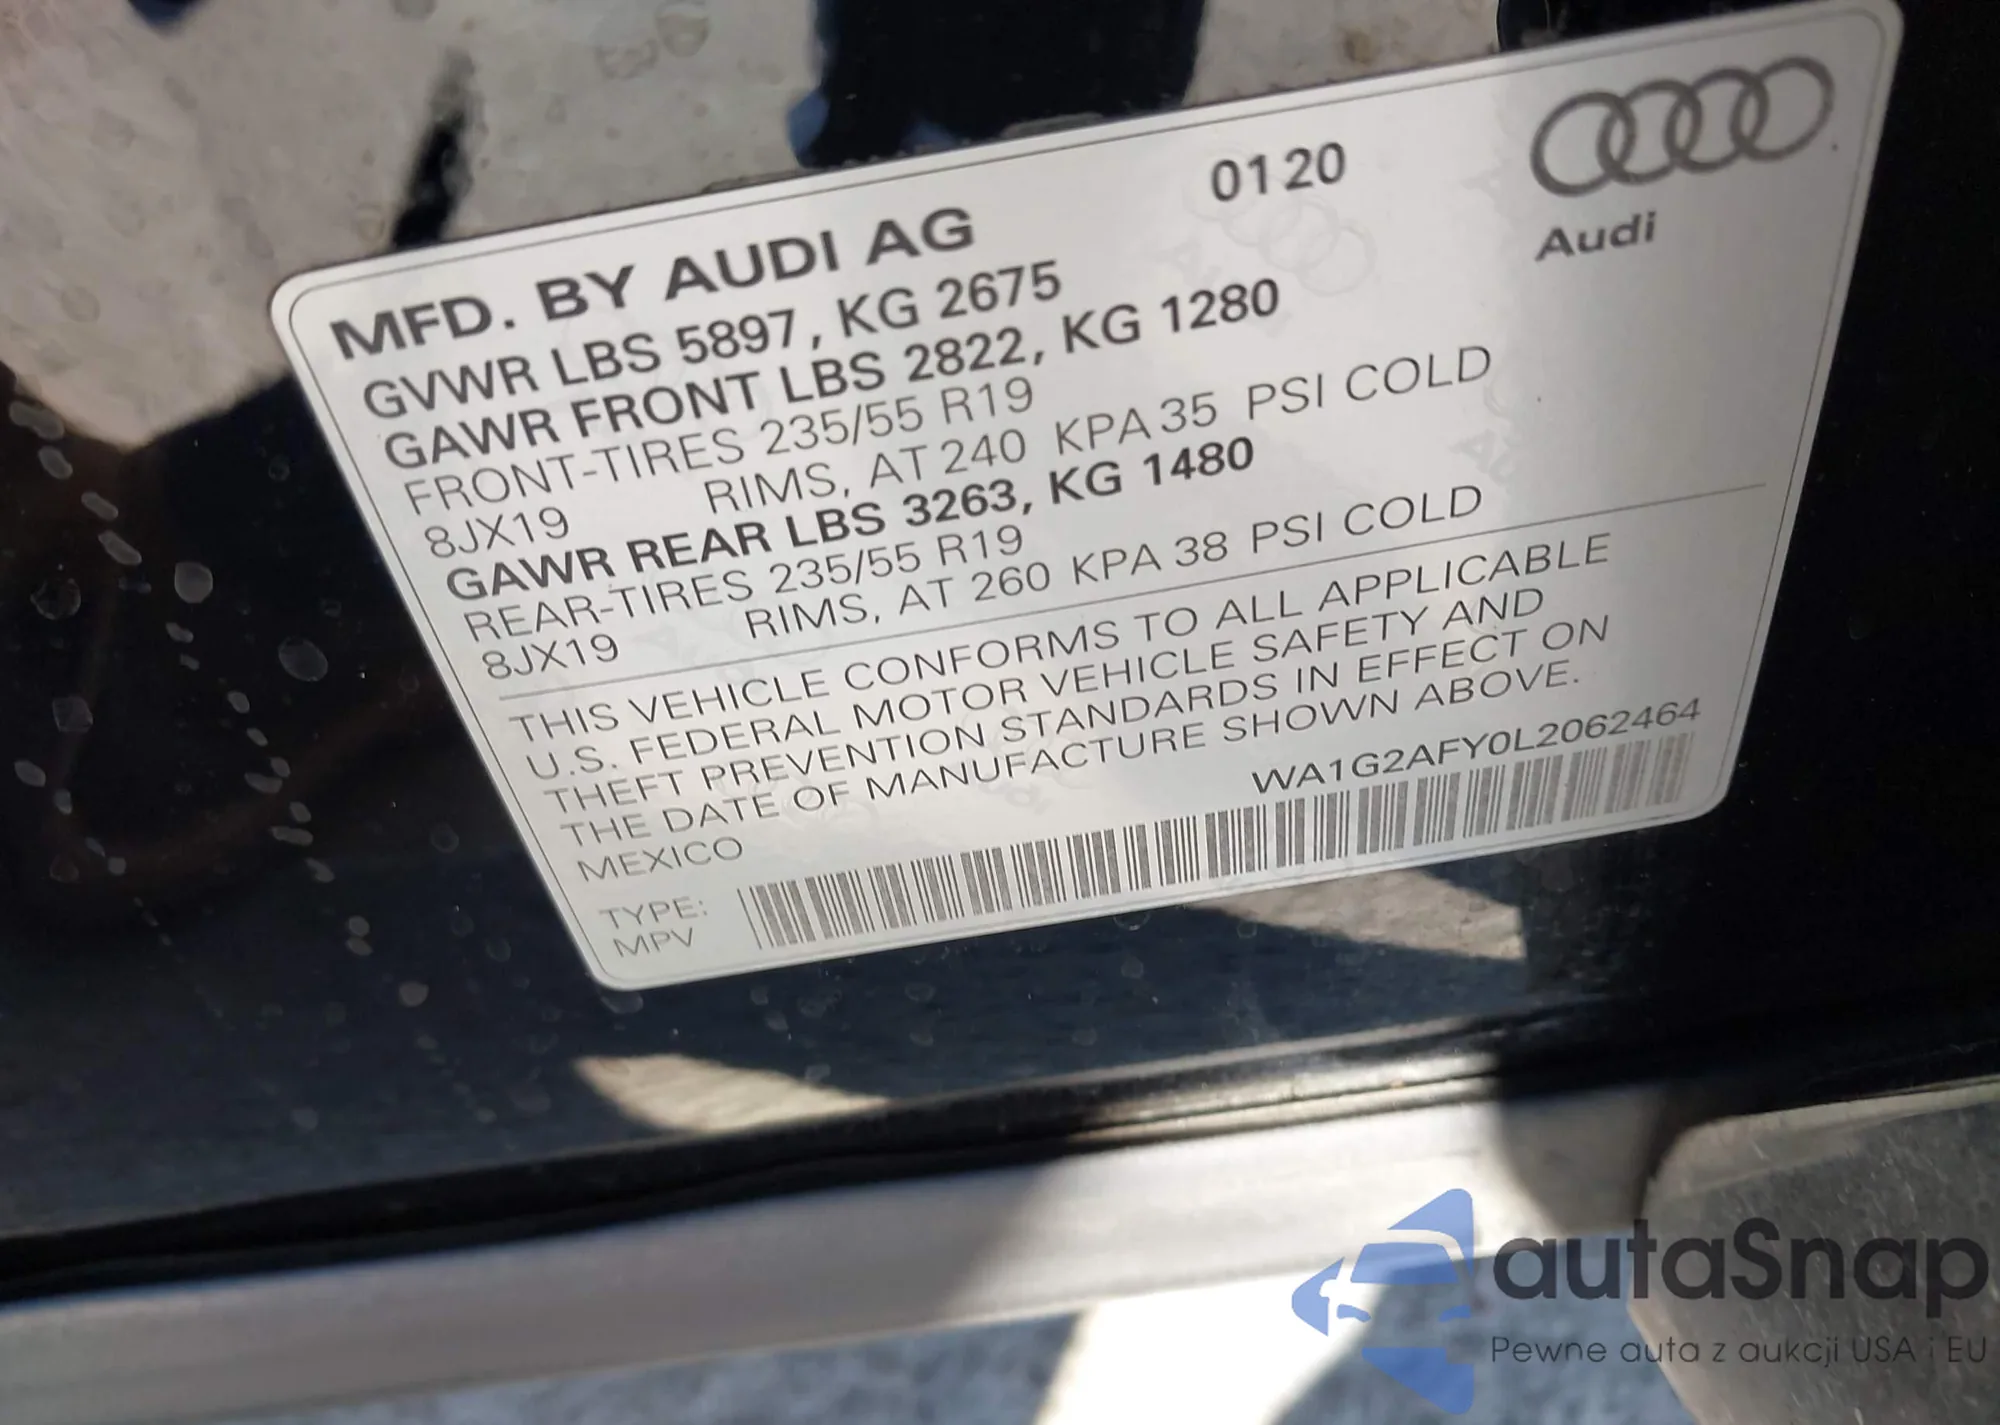 0120
Audi
MFD. BY AUDI AG
GVWR LBS 5897, KG 2675
GAWR FRONT LBS 2822, KG 1280
FRONT-TIRES 235/55 R19
8JX19 RIMS, AT 240 KPA 35 PSI COLD
GAWR REAR LBS 3263, KG 1480
REAR-TIRES 235/55 R19
8JX19 RIMS, AT 260 KPA 38 PSI COLD
THIS VEHICLE CONFORMS TO ALL APPLICABLE
U.S. FEDERAL MOTOR VEHICLE SAFETY AND
THEFT PREVENTION STANDARDS IN EFFECT ON
THE DATE OF MANUFACTURE SHOWN ABOVE.
MEXICO WA1G2AFY0L2062464
TYPE:
MPV
autaSnap
Pewne auta z aukcji USA i EU